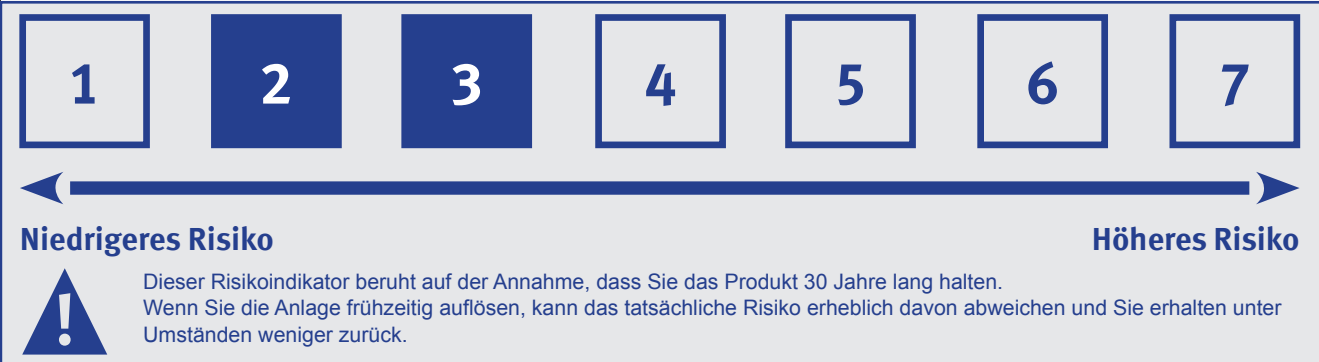 1 2 3 4 5 6 7
Niedrigeres Risiko Höheres Risiko
Dieser Risikoindikator beruht auf der Annahme, dass Sie das Produkt 30 Jahre lang halten.
Wenn Sie die Anlage frühzeitig auflösen, kann das tatsächliche Risiko erheblich davon abweichen und Sie erhalten unter
Umständen weniger zurück.